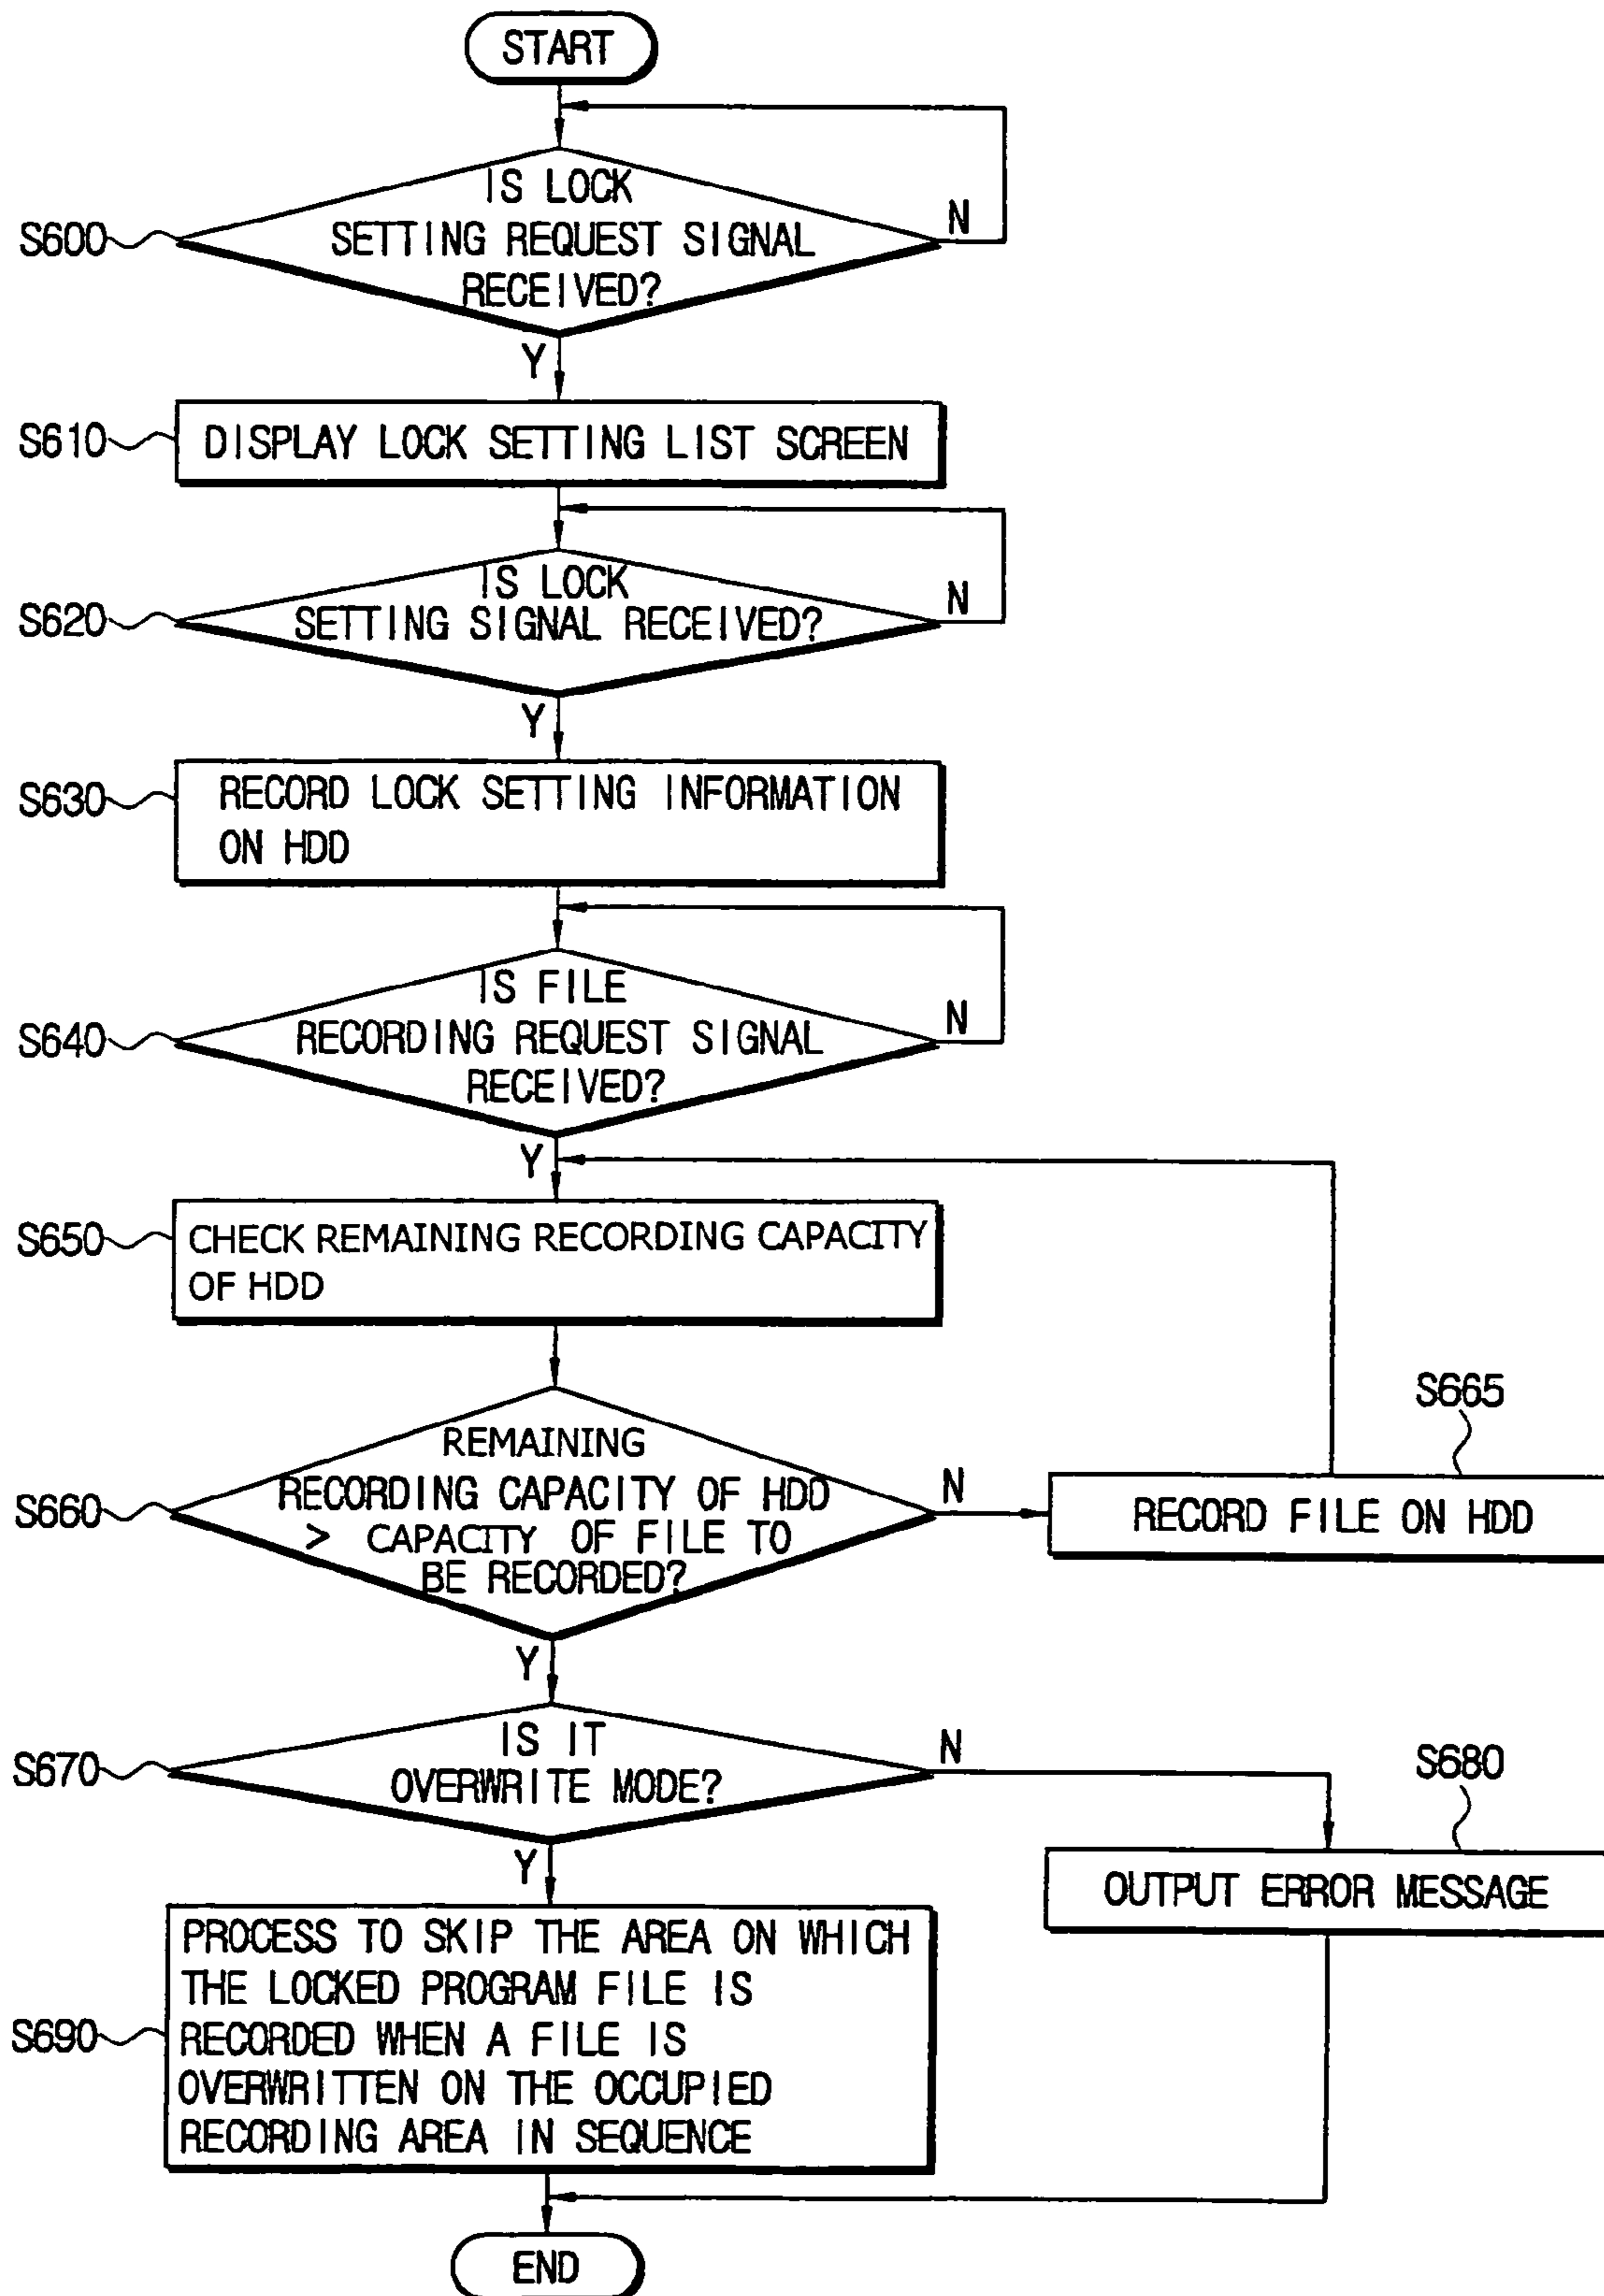 START
IS LOCK
SETTING REQUEST SIGNAL
RECEIVED?
S600
N
Y
S610
DISPLAY LOCK SETTING LIST SCREEN
IS LOCK
SETTING SIGNAL RECEIVED?
S620
N
Y
S630
RECORD LOCK SETTING INFORMATION
ON HDD
IS FILE
RECORDING REQUEST SIGNAL
RECEIVED?
S640
N
Y
S650
CHECK REMAINING RECORDING CAPACITY
OF HDD
REMAINING
RECORDING CAPACITY OF HDD
> CAPACITY OF FILE TO
BE RECORDED?
S660
N
S665
RECORD FILE ON HDD
Y
IS IT
OVERWRITE MODE?
S670
N
S680
OUTPUT ERROR MESSAGE
Y
S690
PROCESS TO SKIP THE AREA ON WHICH
THE LOCKED PROGRAM FILE IS
RECORDED WHEN A FILE IS
OVERWRITTEN ON THE OCCUPIED
RECORDING AREA IN SEQUENCE
END